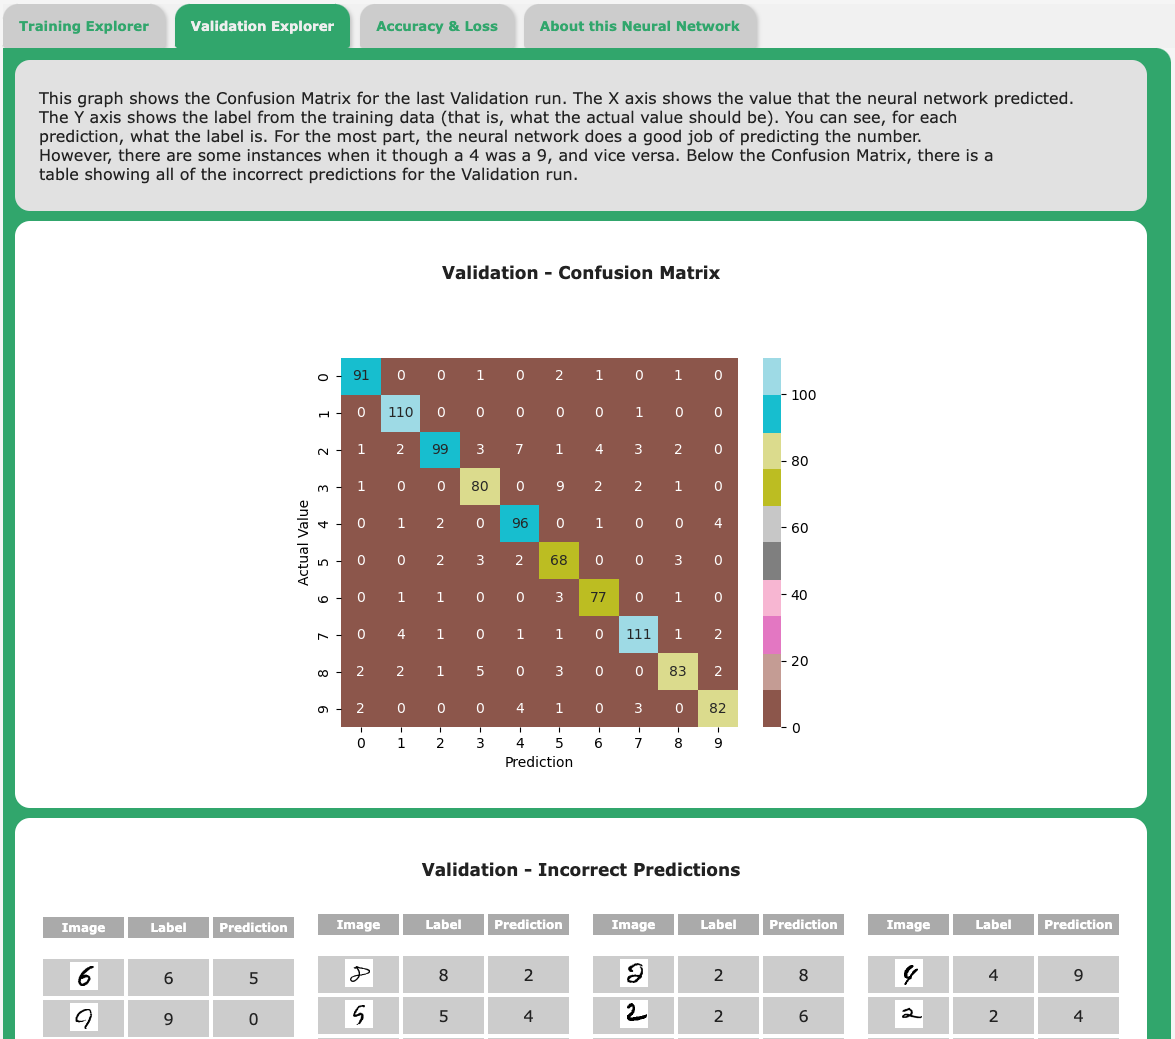 Training Explorer Validation Explorer Accuracy & Loss About this Neural Network
This graph shows the Confusion Matrix for the last Validation run. The X axis shows the value that the neural network predicted.
The Y axis shows the label from the training data (that is, what the actual value should be). You can see, for each
prediction, what the label is. For the most part, the neural network does a good job of predicting the number.
However, there are some instances when it though a 4 was a 9, and vice versa. Below the Confusion Matrix, there is a
table showing all of the incorrect predictions for the Validation run.
Validation - Confusion Matrix
Actual Value
0 91 0 0 1 0 2 1 0 1 0
1 0 110 0 0 0 0 0 1 0 0
2 1 2 99 3 7 1 4 3 2 0
3 1 0 0 80 0 9 2 2 1 0
4 0 1 2 0 96 0 1 0 0 4
5 0 0 2 3 2 68 0 0 3 0
6 0 1 1 0 0 3 77 0 1 0
7 0 4 1 0 1 1 0 111 1 2
8 2 2 1 5 0 3 0 0 83 2
9 2 0 0 0 4 1 0 3 0 82
0 1 2 3 4 5 6 7 8 9
Prediction
100
80
60
40
20
0
Validation - Incorrect Predictions
Image Label Prediction Image Label Prediction Image Label Prediction Image Label Prediction
6 6 5 8 8 2 2 2 8 4 4 9
9 9 0 5 5 4 2 2 6 2 2 4